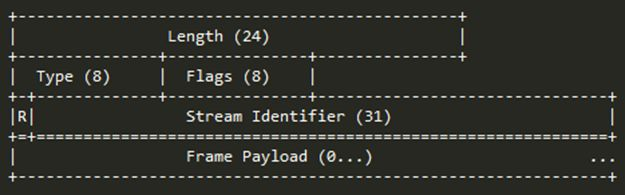 +-----------------------------------------------+
|                 Length (24)                   |
+---------------+---------------+---------------+
|  Type (8)     |  Flags (8)    |
+-+-------------+---------------+-------------------------------+
|R|                 Stream Identifier (31)                      |
+=+=============================================================+
|                   Frame Payload (0...)                      ...
+---------------------------------------------------------------+